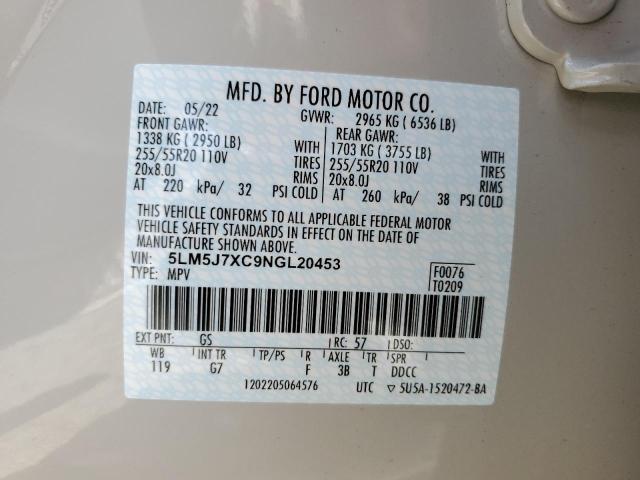 MFD. BY FORD MOTOR CO.
DATE: 05/22 GVWR: 2965 KG ( 6536 LB)
FRONT GAWR: REAR GAWR:
1338 KG ( 2950 LB) WITH 1703 KG ( 3755 LB) WITH
255/55R20 110V TIRES 255/55R20 110V TIRES
20x8.0J RIMS 20x8.0J RIMS
AT 220 kPa/ 32 PSI COLD AT 260 kPa/ 38 PSI COLD
THIS VEHICLE CONFORMS TO ALL APPLICABLE FEDERAL MOTOR
VEHICLE SAFETY STANDARDS IN EFFECT ON THE DATE OF
MANUFACTURE SHOWN ABOVE.
VIN: 5LM5J7XC9NGL20453 F0076
TYPE: MPV T0209
EXT PNT: GS RC: 57 DSO:
WB INT TR TP/PS R AXLE TR SPR
119 G7 F 3B T DDCC
1202205064576 UTC ▽ 5U5A-1520472-BA